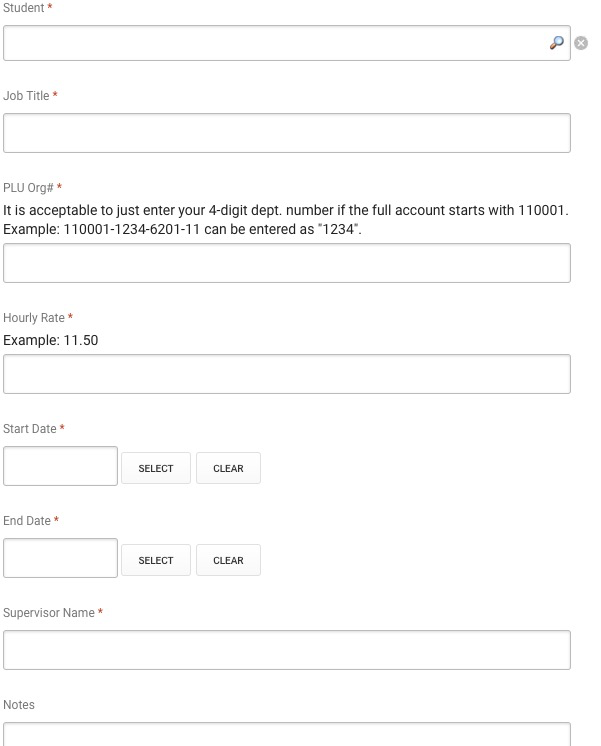 Student *
Job Title *
PLU Org# *
It is acceptable to just enter your 4-digit dept. number if the full account starts with 110001.
Example: 110001-1234-6201-11 can be entered as "1234".
Hourly Rate *
Example: 11.50
Start Date *
SELECT CLEAR
End Date *
SELECT CLEAR
Supervisor Name *
Notes